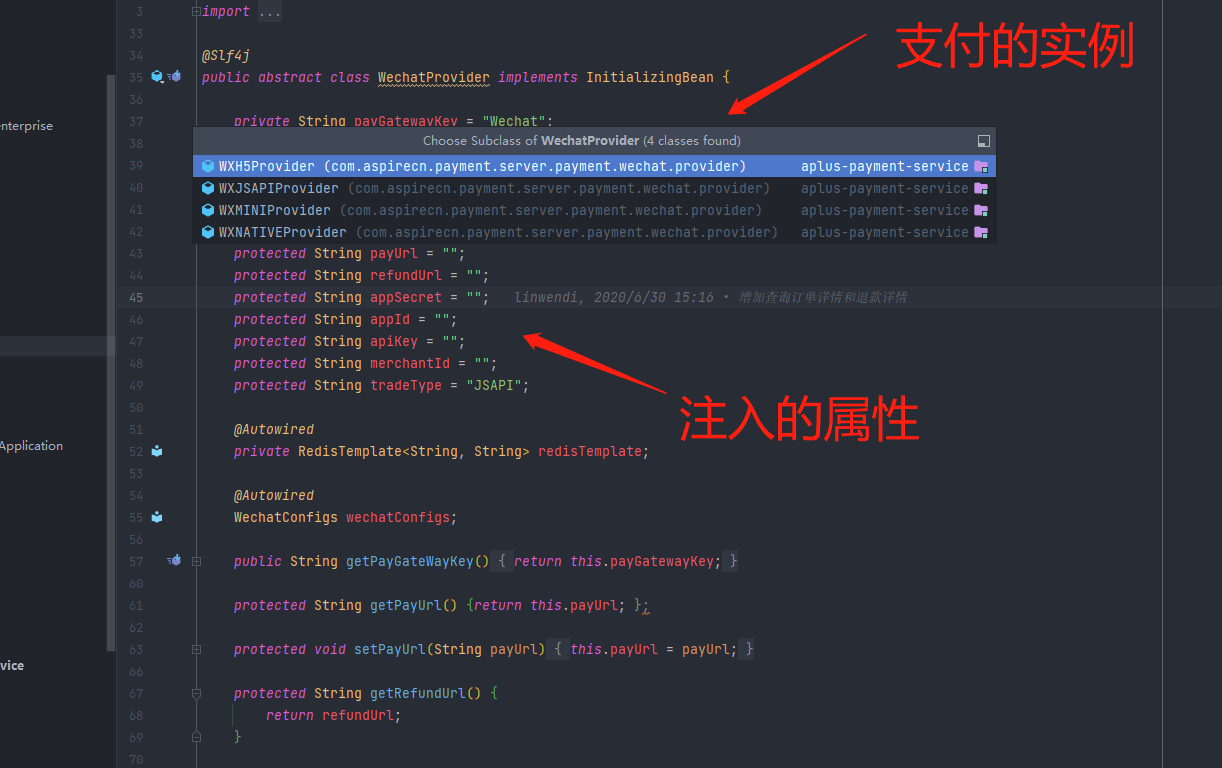 3 import ...
33
34 @Slf4j
支付的实例
35 public abstract class WechatProvider implements InitializingBean {
36
nterprise
37 private String payGatewayKey = "Wechat";
38 Choose Subclass of WechatProvider (4 classes found)
39 WXH5Provider (com.aspirecn.payment.server.payment.wechat.provider) aplus-payment-service
40 WXJSAPIProvider (com.aspirecn.payment.server.payment.wechat.provider) aplus-payment-service
41 WXMINIProvider (com.aspirecn.payment.server.payment.wechat.provider) aplus-payment-service
42 WXNATIVEProvider (com.aspirecn.payment.server.payment.wechat.provider) aplus-payment-service
43 protected String payUrl = "";
44 protected String refundUrl = "";
45 protected String appSecret = ""; linwendi, 2020/6/30 15:16 • 增加查询订单详情和退款详情
46 protected String appId = "";
47 protected String apiKey = "";
48 protected String merchantId = "";
49 protected String tradeType = "JSAPI";
50
注入的属性
51 @Autowired
Application
52 private RedisTemplate<String, String> redisTemplate;
53
54 @Autowired
55 WechatConfigs wechatConfigs;
56
57 public String getPayGateWayKey() { return this.payGatewayKey; }
60
61 protected String getPayUrl() {return this.payUrl; };
62
63 protected void setPayUrl(String payUrl) { this.payUrl = payUrl; }
vice
66
67 protected String getRefundUrl() {
68 return refundUrl;
69 }
70